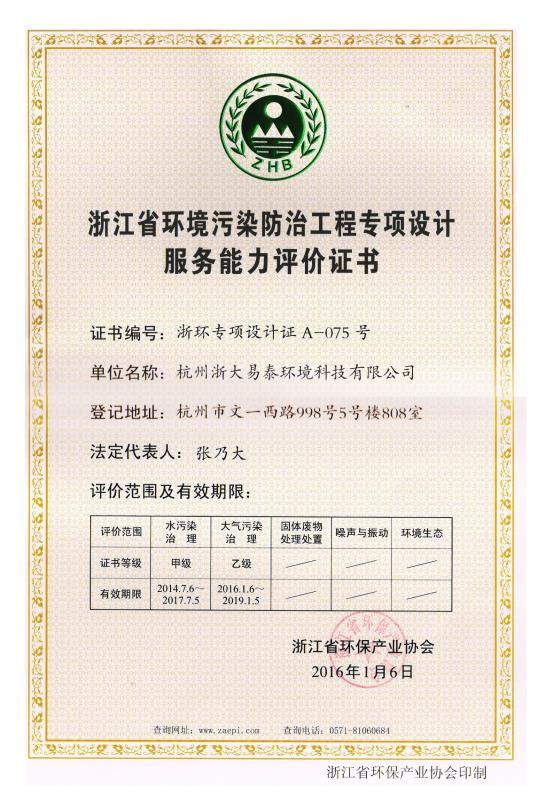 ZHB
浙江省环境污染防治工程专项设计
服务能力评价证书
证书编号：浙环专项设计证 A-075 号
单位名称：杭州浙大易泰环境科技有限公司
登记地址：杭州市文一西路998号5号楼808室
法定代表人：张乃大
评价范围及有效期限：
评价范围 水污染治理 大气污染治理 固体废物处理处置 噪声与振动 环境生态
证书等级 甲级 乙级
有效期限 2014.7.6～2017.7.5 2016.1.6～2019.1.5
浙江省环保产业协会
2016年1月6日
查询网址：www.zaepi.com 查询电话：0571-81060684
浙江省环保产业协会印制